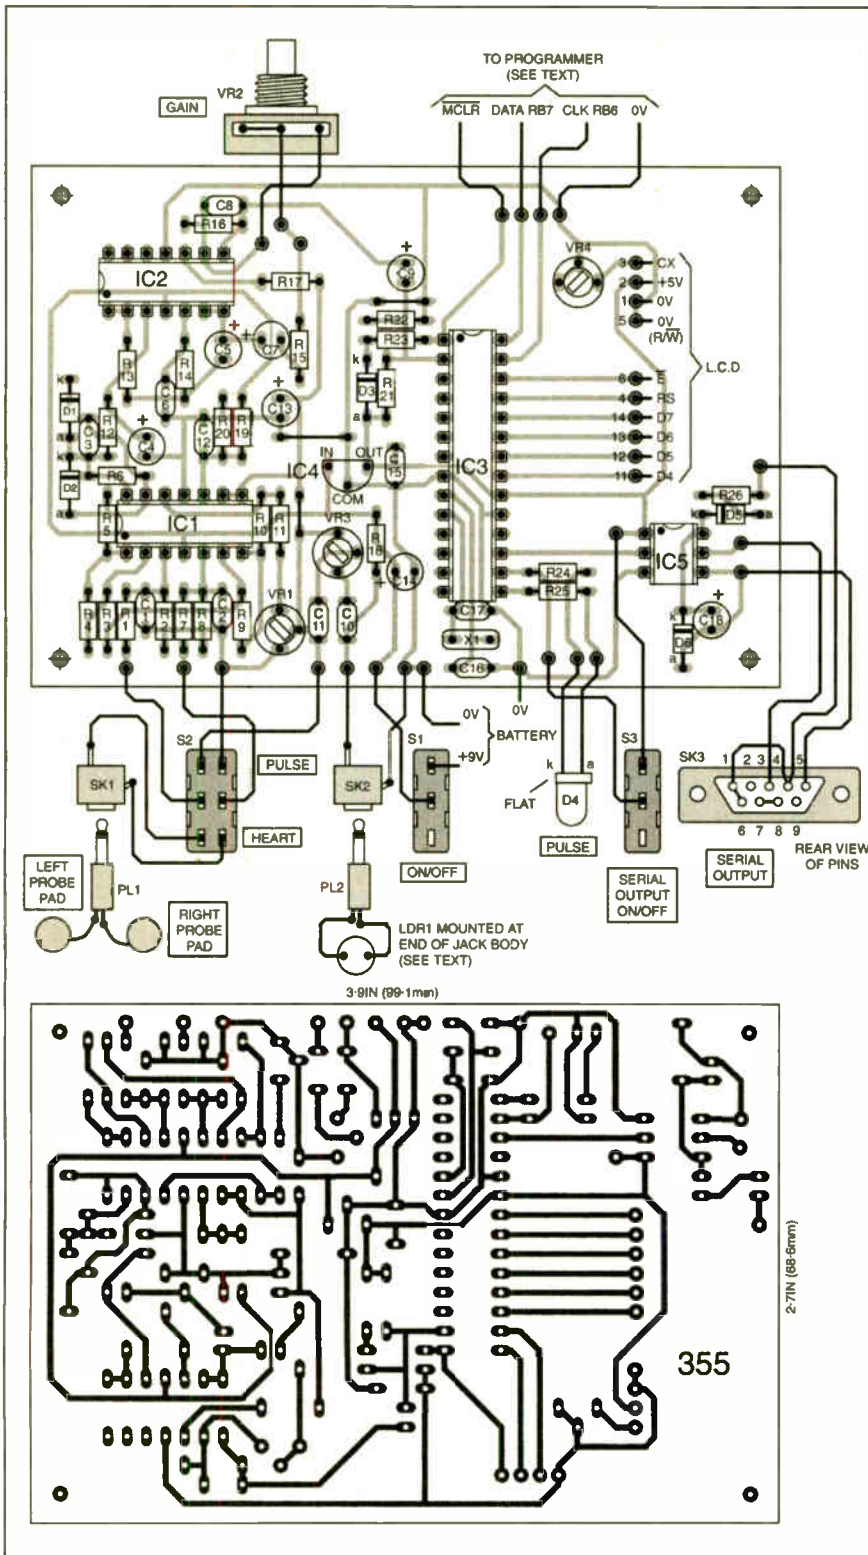 TO PROGRAMMER
(SEE TEXT)
VR2
GAIN
MCLR DATA RB7 CLK RB6 0V
C8
R16
+
VR4
3 CX
2 +5V
1 0V
5 0V
(R/W)
L.C.D.
IC2
R17
C9
R22
R23
+
+
C5
C7
R15
R13
R14
k
D3
R21
a
6 E
4 RS
14 D7
13 D6
12 D5
11 D4
k
D1
a
C3
R12
+
C4
C6
C12
R20
R19
+
C13
IC4
IN OUT
COM
C15
IC3
D2
a
R6
R26
k D5 a
R5
IC1
R10
R11
VR3
R18
+
C14
IC5
R24
R25
R4
R3
R1
C1
R2
R7
R8
C2
R9
VR1
C11
C10
C17
X1
C16
+
C18
k
D6
a
S2
PULSE
HEART
SK1
SK2
S1
0V
+9V
BATTERY
0V
k a
FLAT
D4
S3
SK3
1 2 3 4 5
6 7 8 9
LEFT
PROBE
PAD
PL1
RIGHT
PROBE
PAD
PL2
ON/OFF
PULSE
SERIAL
OUTPUT
ON/OFF
SERIAL
OUTPUT
REAR VIEW
OF PINS
LDR1 MOUNTED AT
END OF JACK BODY
(SEE TEXT)
3·9IN (99·1mm)
2·7IN (68·6mm)
355